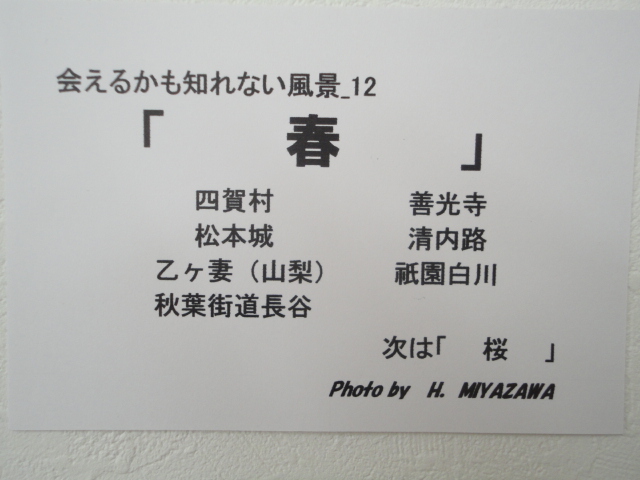 会えるかも知れない風景_12
「 春 」
四賀村 善光寺
松本城 清内路
乙ヶ妻（山梨） 祇園白川
秋葉街道長谷
次は「 桜 」
Photo by H. MIYAZAWA